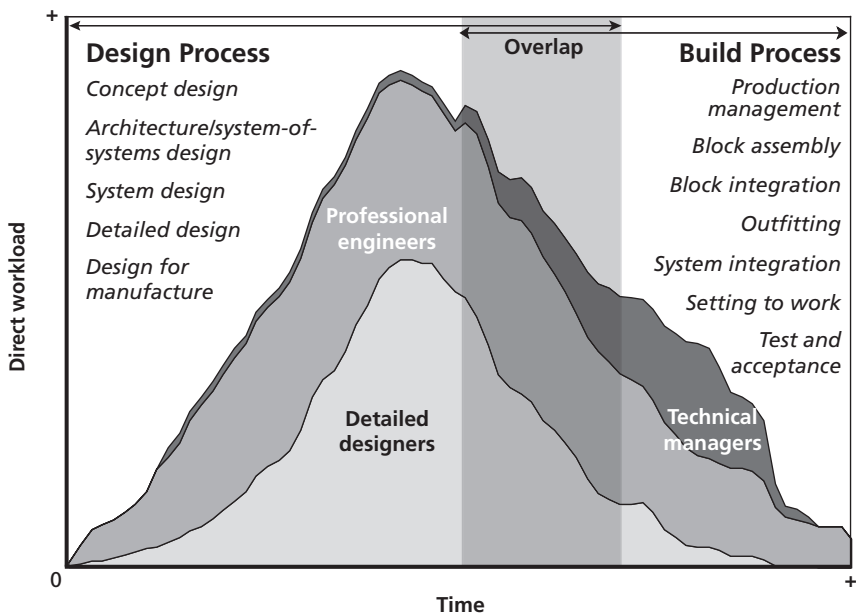 +
Design Process
Concept design
Architecture/system-of-
systems design
System design
Detailed design
Design for
manufacture
Overlap
Build Process
Production
management
Block assembly
Block integration
Outfitting
System integration
Setting to work
Test and
acceptance
Professional
engineers
Detailed
designers
Technical
managers
Direct workload
0
Time
+